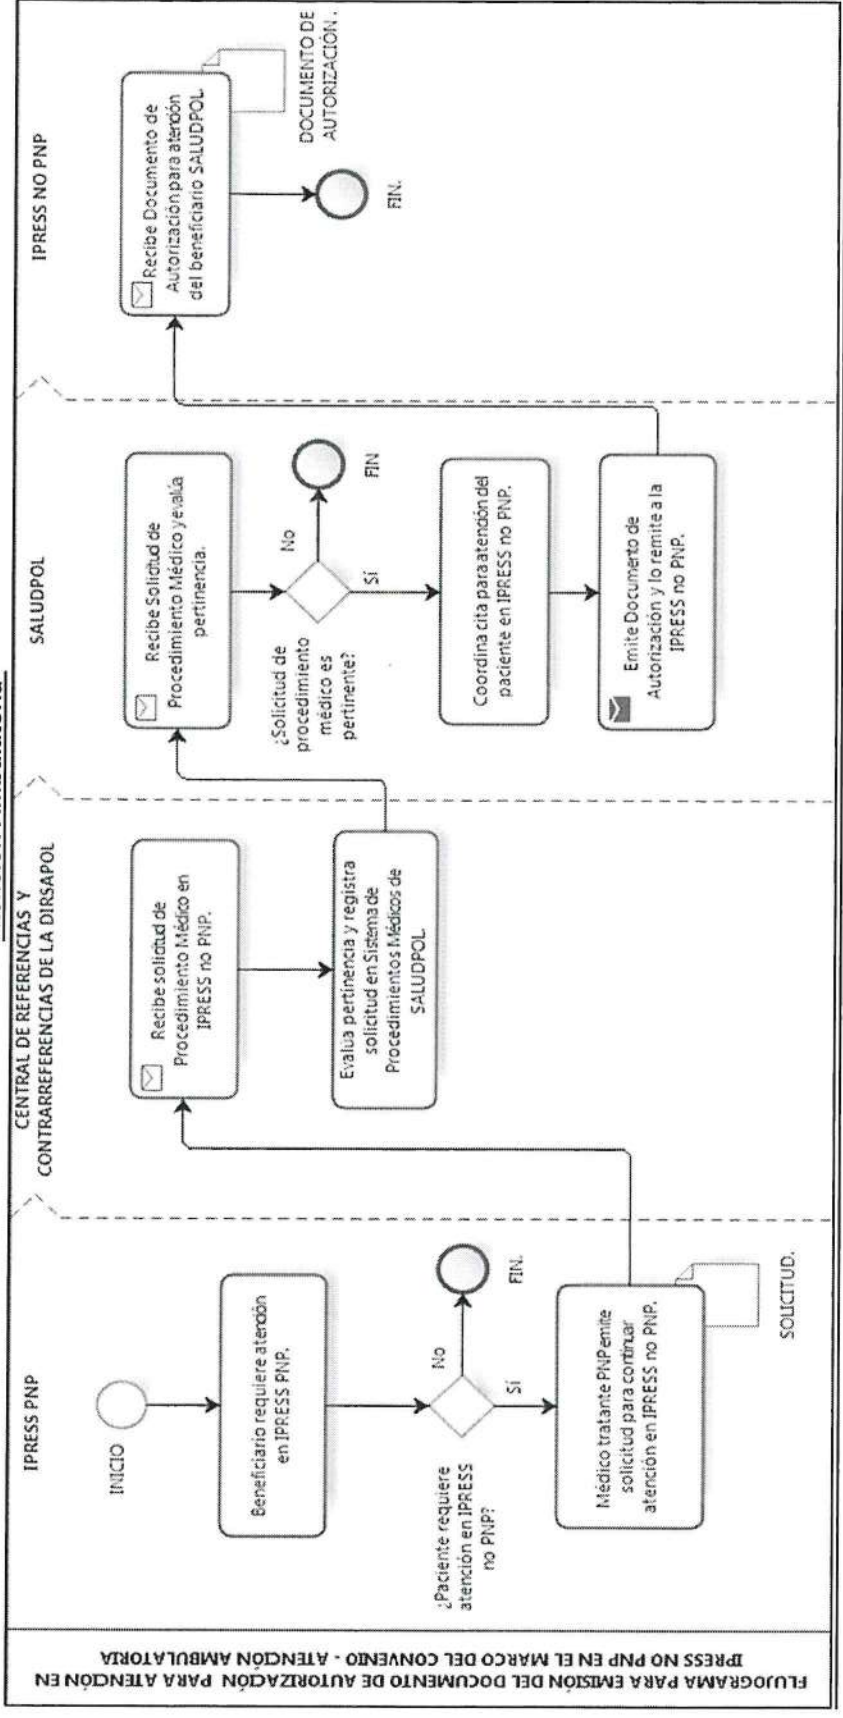 FLUJOGRAMA PARA EMISIÓN DEL DOCUMENTO DE AUTORIZACIÓN PARA ATENCIÓN EN
IPRESS NO PNP EN EL MARCO DEL CONVENIO - ATENCIÓN AMBULATORIA
IPRESS PNP
INICIO
Beneficiario requiere atención
en IPRESS PNP.
¿Paciente requiere
atención en IPRESS
no PNP?
No
FIN.
Sí
Médico tratante PNP emite
solicitud para continuar
atención en IPRESS no PNP.
SOLICITUD.
CENTRAL DE REFERENCIAS Y
CONTRARREFERENCIAS DE LA DIRSAPOL
Recibe solicitud de
Procedimiento Médico en
IPRESS no PNP.
Evalúa pertinencia y registra
solicitud en Sistema de
Procedimientos Médicos de
SALUDPOL
SALUDPOL
Recibe Solicitud de
Procedimiento Médico y evalúa
pertinencia.
¿Solicitud de
procedimiento
médico es
pertinente?
No
FIN
Sí
Coordina cita para atención del
paciente en IPRESS no PNP.
Emite Documento de
Autorización y lo remite a la
IPRESS no PNP.
IPRESS NO PNP
Recibe Documento de
Autorización para atención
del beneficiario SALUDPOL.
DOCUMENTO DE
AUTORIZACIÓN.
FIN.